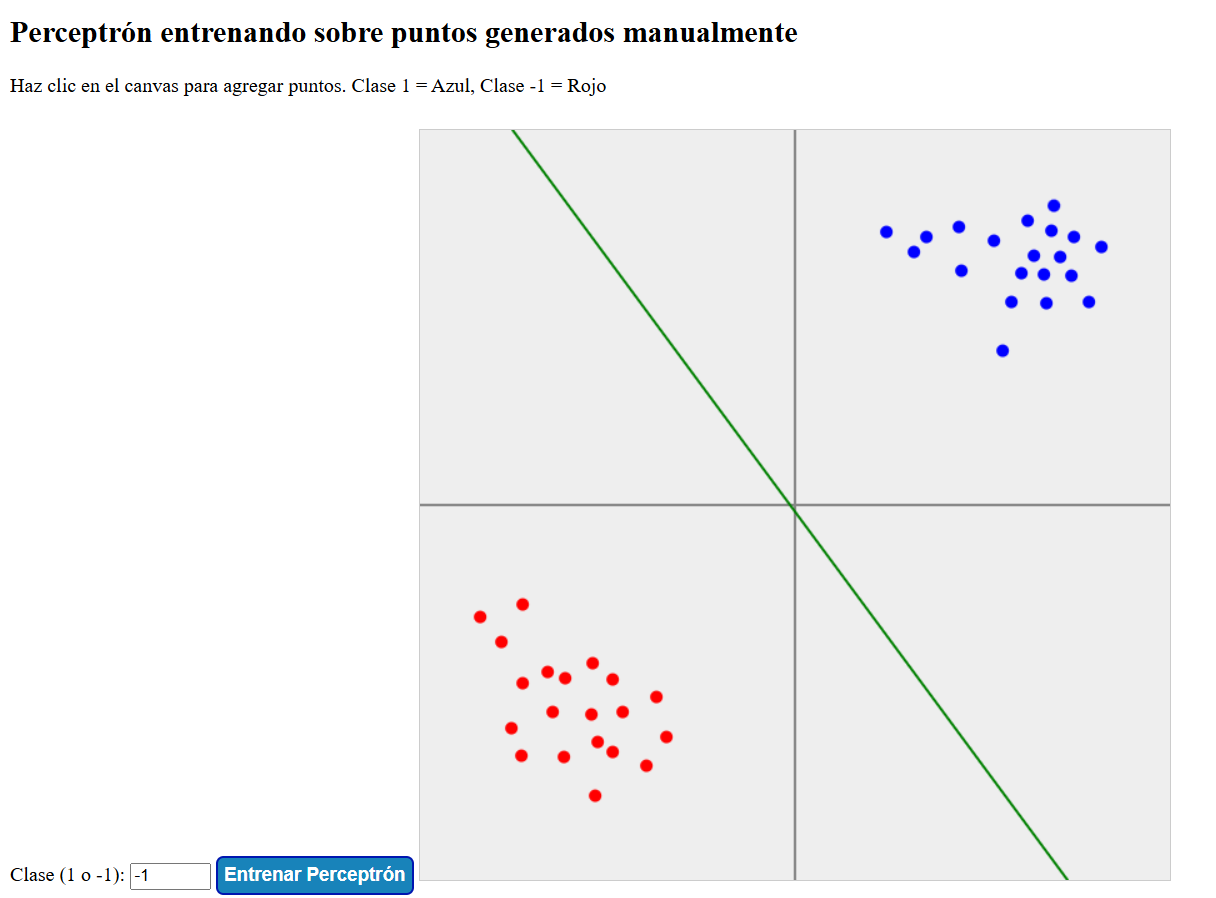 Perceptrón entrenando sobre puntos generados manualmente
Haz clic en el canvas para agregar puntos. Clase 1 = Azul, Clase -1 = Rojo
Clase (1 o -1): -1 Entrenar Perceptrón